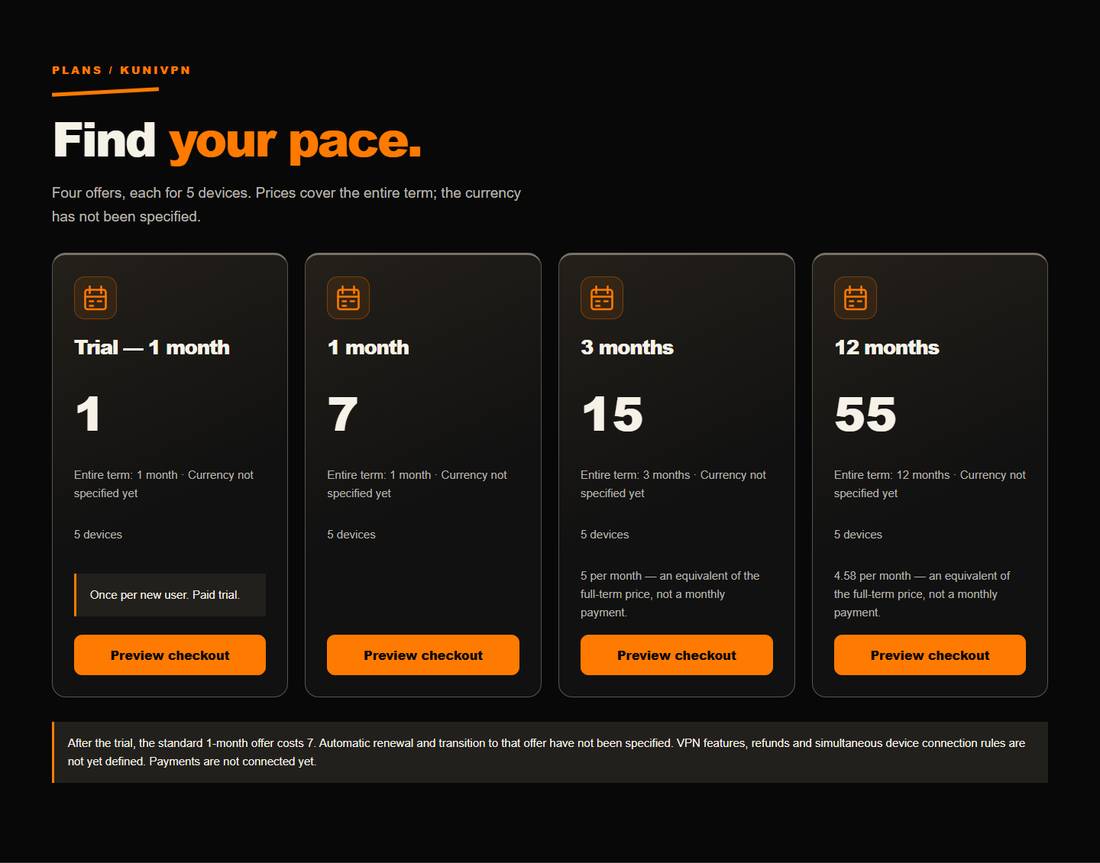 PLANS / KUNIVPN
Find your pace.
Four offers, each for 5 devices. Prices cover the entire term; the currency
has not been specified.
Trial — 1 month
1
Entire term: 1 month · Currency not
specified yet
5 devices
Once per new user. Paid trial.
Preview checkout
1 month
7
Entire term: 1 month · Currency not
specified yet
5 devices
Preview checkout
3 months
15
Entire term: 3 months · Currency not
specified yet
5 devices
5 per month — an equivalent of the
full-term price, not a monthly
payment.
Preview checkout
12 months
55
Entire term: 12 months · Currency not
specified yet
5 devices
4.58 per month — an equivalent of
the full-term price, not a monthly
payment.
Preview checkout
After the trial, the standard 1-month offer costs 7. Automatic renewal and transition to that offer have not been specified. VPN features, refunds and simultaneous device connection rules are
not yet defined. Payments are not connected yet.